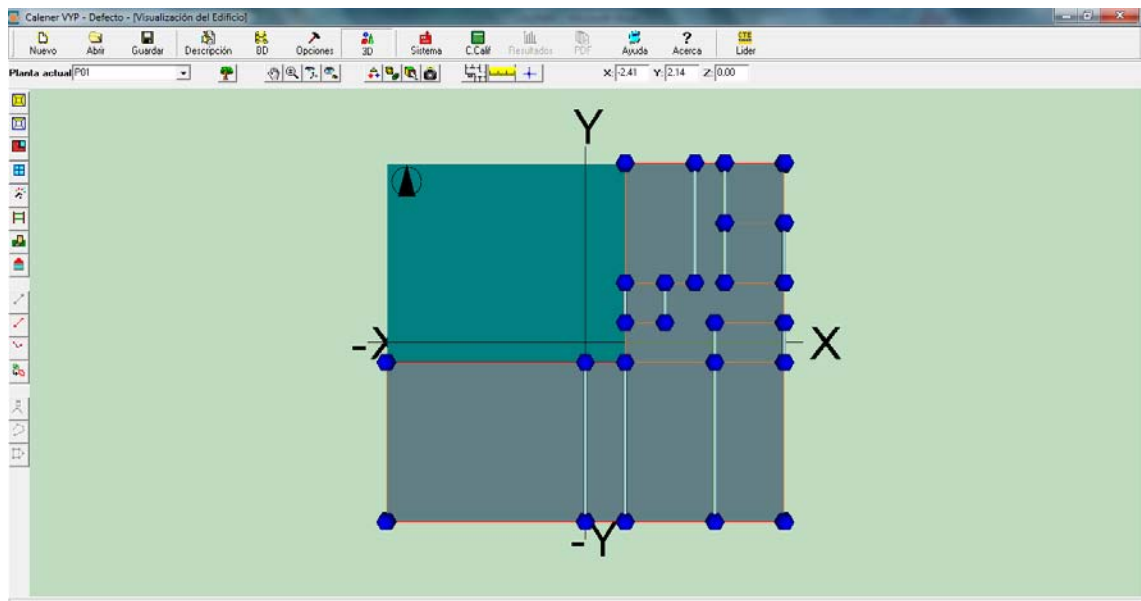 Calener VYP - Defecto - [Visualización del Edificio]
Nuevo Abrir Guardar Descripción BD Opciones 3D Sistema C.Calif Resultados PDF Ayuda Acerca CTE Lider
Planta actual P01 X: -2.41 Y: 2.14 Z: 0.00
Y
-X X
-Y